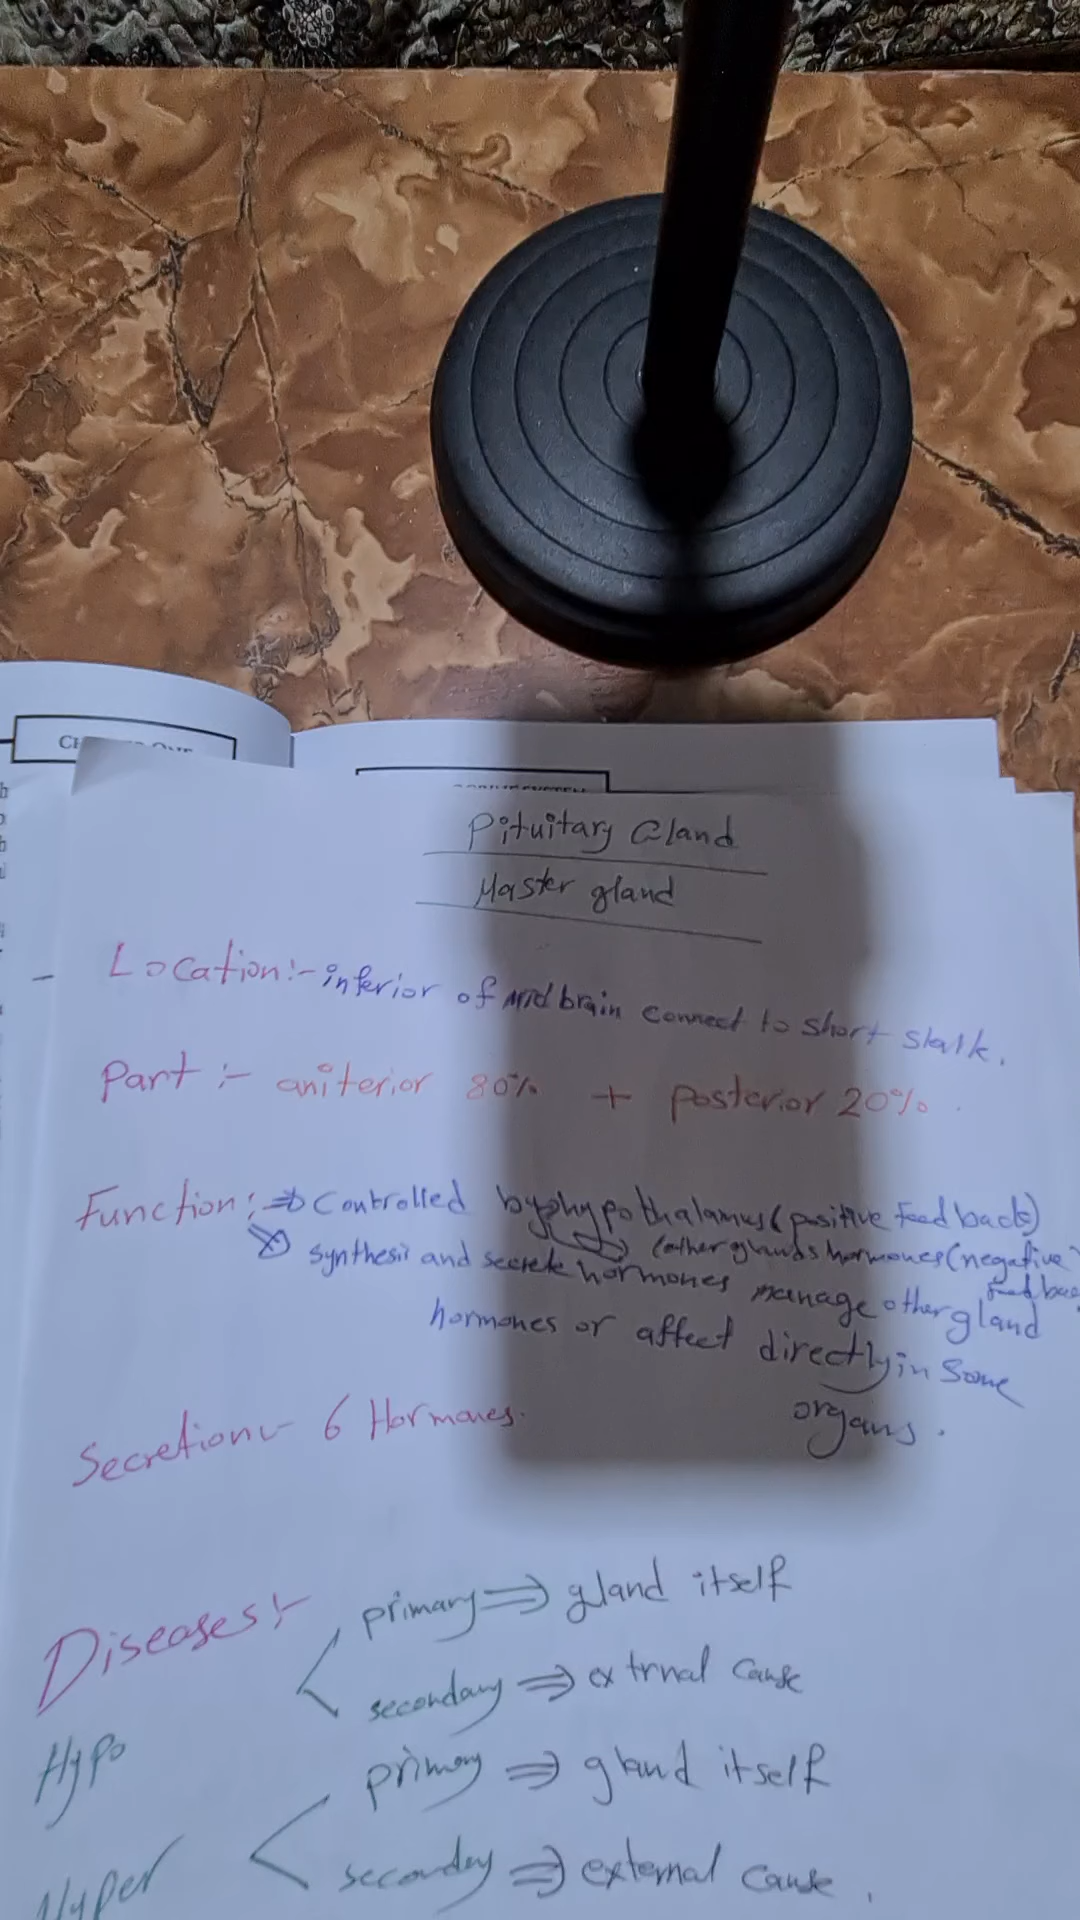 Pituitary Gland
Master gland
Location:- inferior of mid brain connect to short stalk.
Part :- aniterior 80% + posterior 20% .
Function:⇒ Controlled by hypothalamus (positive Feed back)
(other glands hormones (negative
Feed bac
synthesis and secrete hormones manage other gland
hormones or affect directly in some
organs .
Secretion- 6 Hormones.
Diseases:-
primary ⇒ gland itself
secondary ⇒ extrnal cause
Hypo
primary ⇒ gland itself
Hyper
seconday ⇒ external cause .